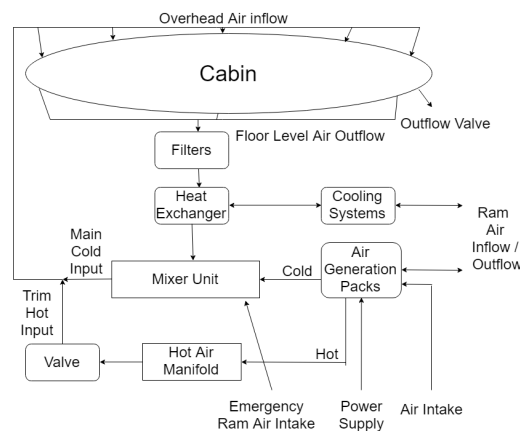 Overhead Air inflow
Cabin
Outflow Valve
Floor Level Air Outflow
Filters
Heat
Exchanger
Cooling
Systems
Ram
Air
Inflow /
Outflow
Main
Cold
Input
Mixer Unit
Cold
Air
Generation
Packs
Trim
Hot
Input
Valve
Hot Air
Manifold
Hot
Emergency
Ram Air Intake
Power
Supply
Air Intake